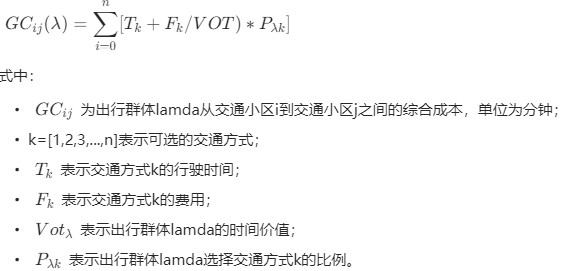 GC_{ij}(λ) = \sum_{i=0}^{n} [T_k + F_k/VOT) * P_{λk}]
式中：
• GC_{ij} 为出行群体lamda从交通小区i到交通小区j之间的综合成本，单位为分钟；
• k=[1,2,3,...,n]表示可选的交通方式；
• T_k 表示交通方式k的行驶时间；
• F_k 表示交通方式k的费用；
• Vot_λ 表示出行群体lamda的时间价值；
• P_{λk} 表示出行群体lamda选择交通方式k的比例。